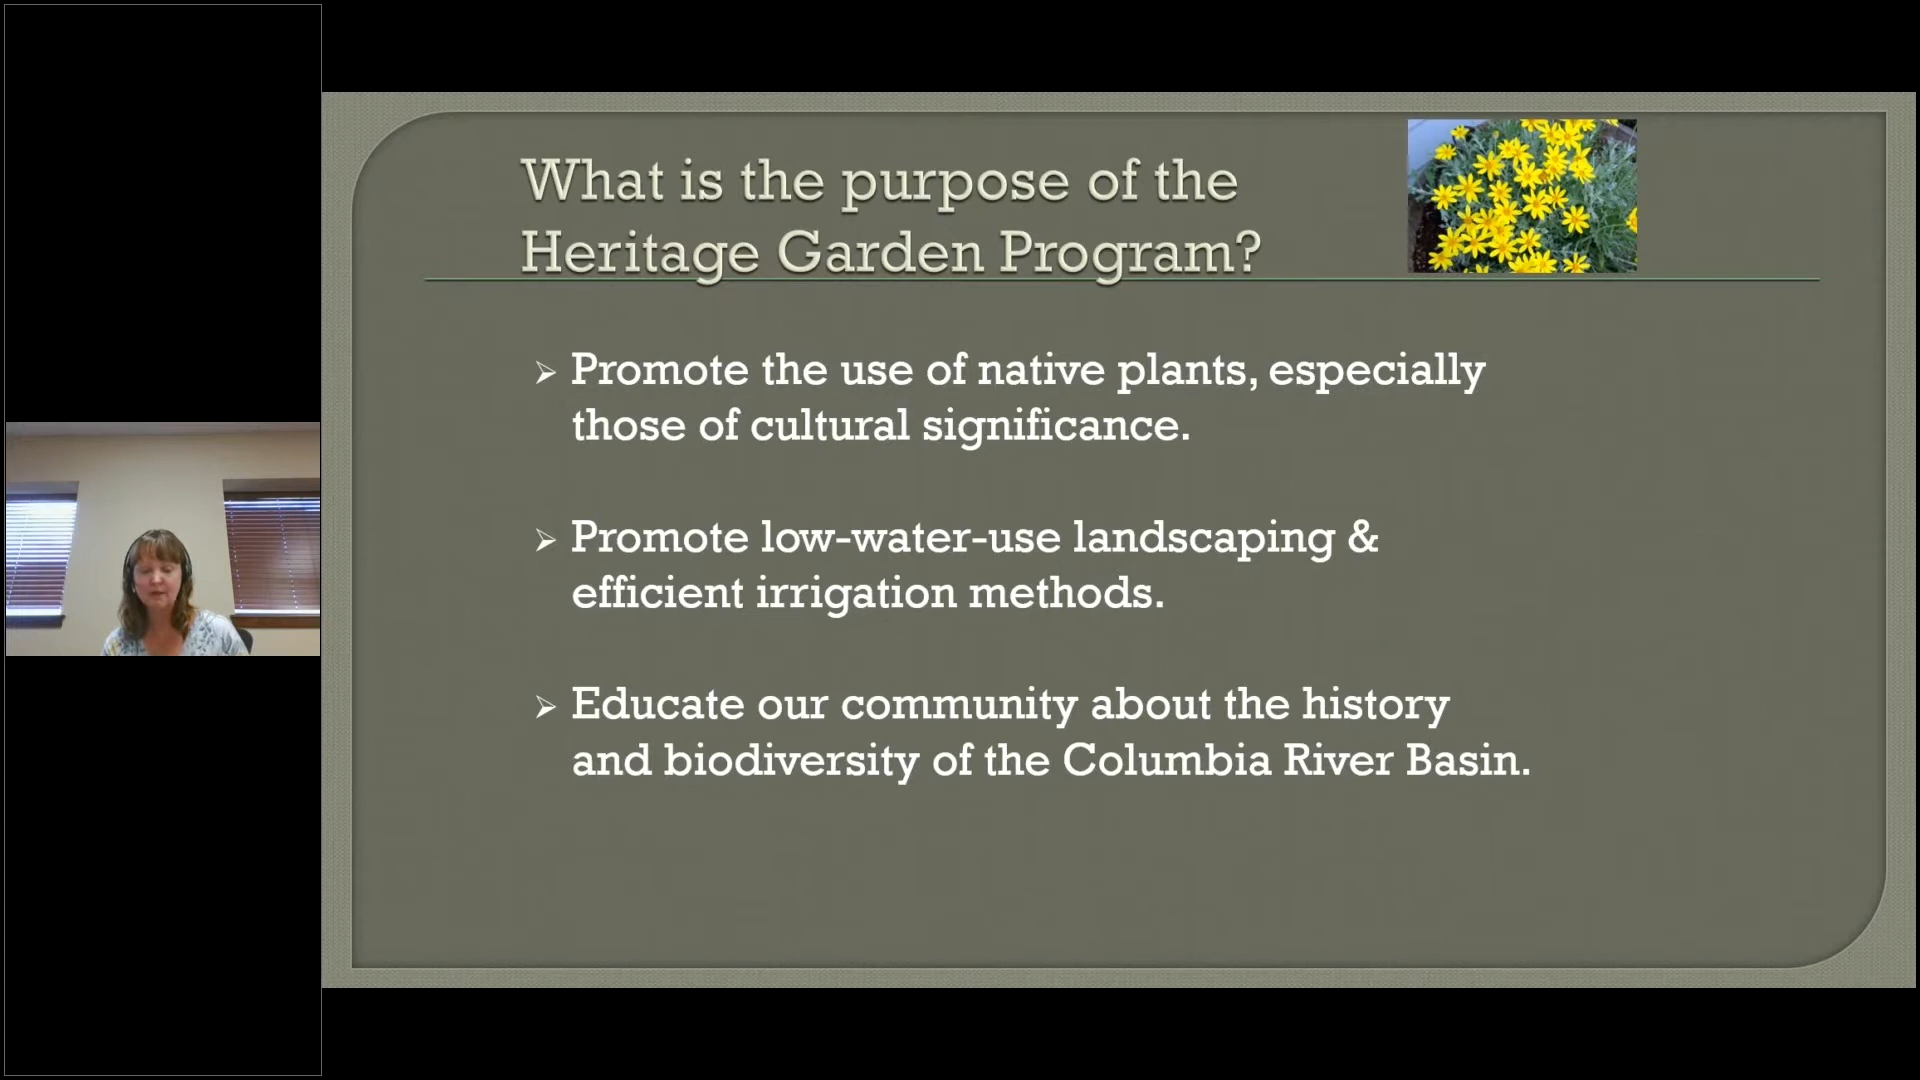 What is the purpose of the
Heritage Garden Program?
Promote the use of native plants, especially
those of cultural significance.
Promote low-water-use landscaping &
efficient irrigation methods.
Educate our community about the history
and biodiversity of the Columbia River Basin.